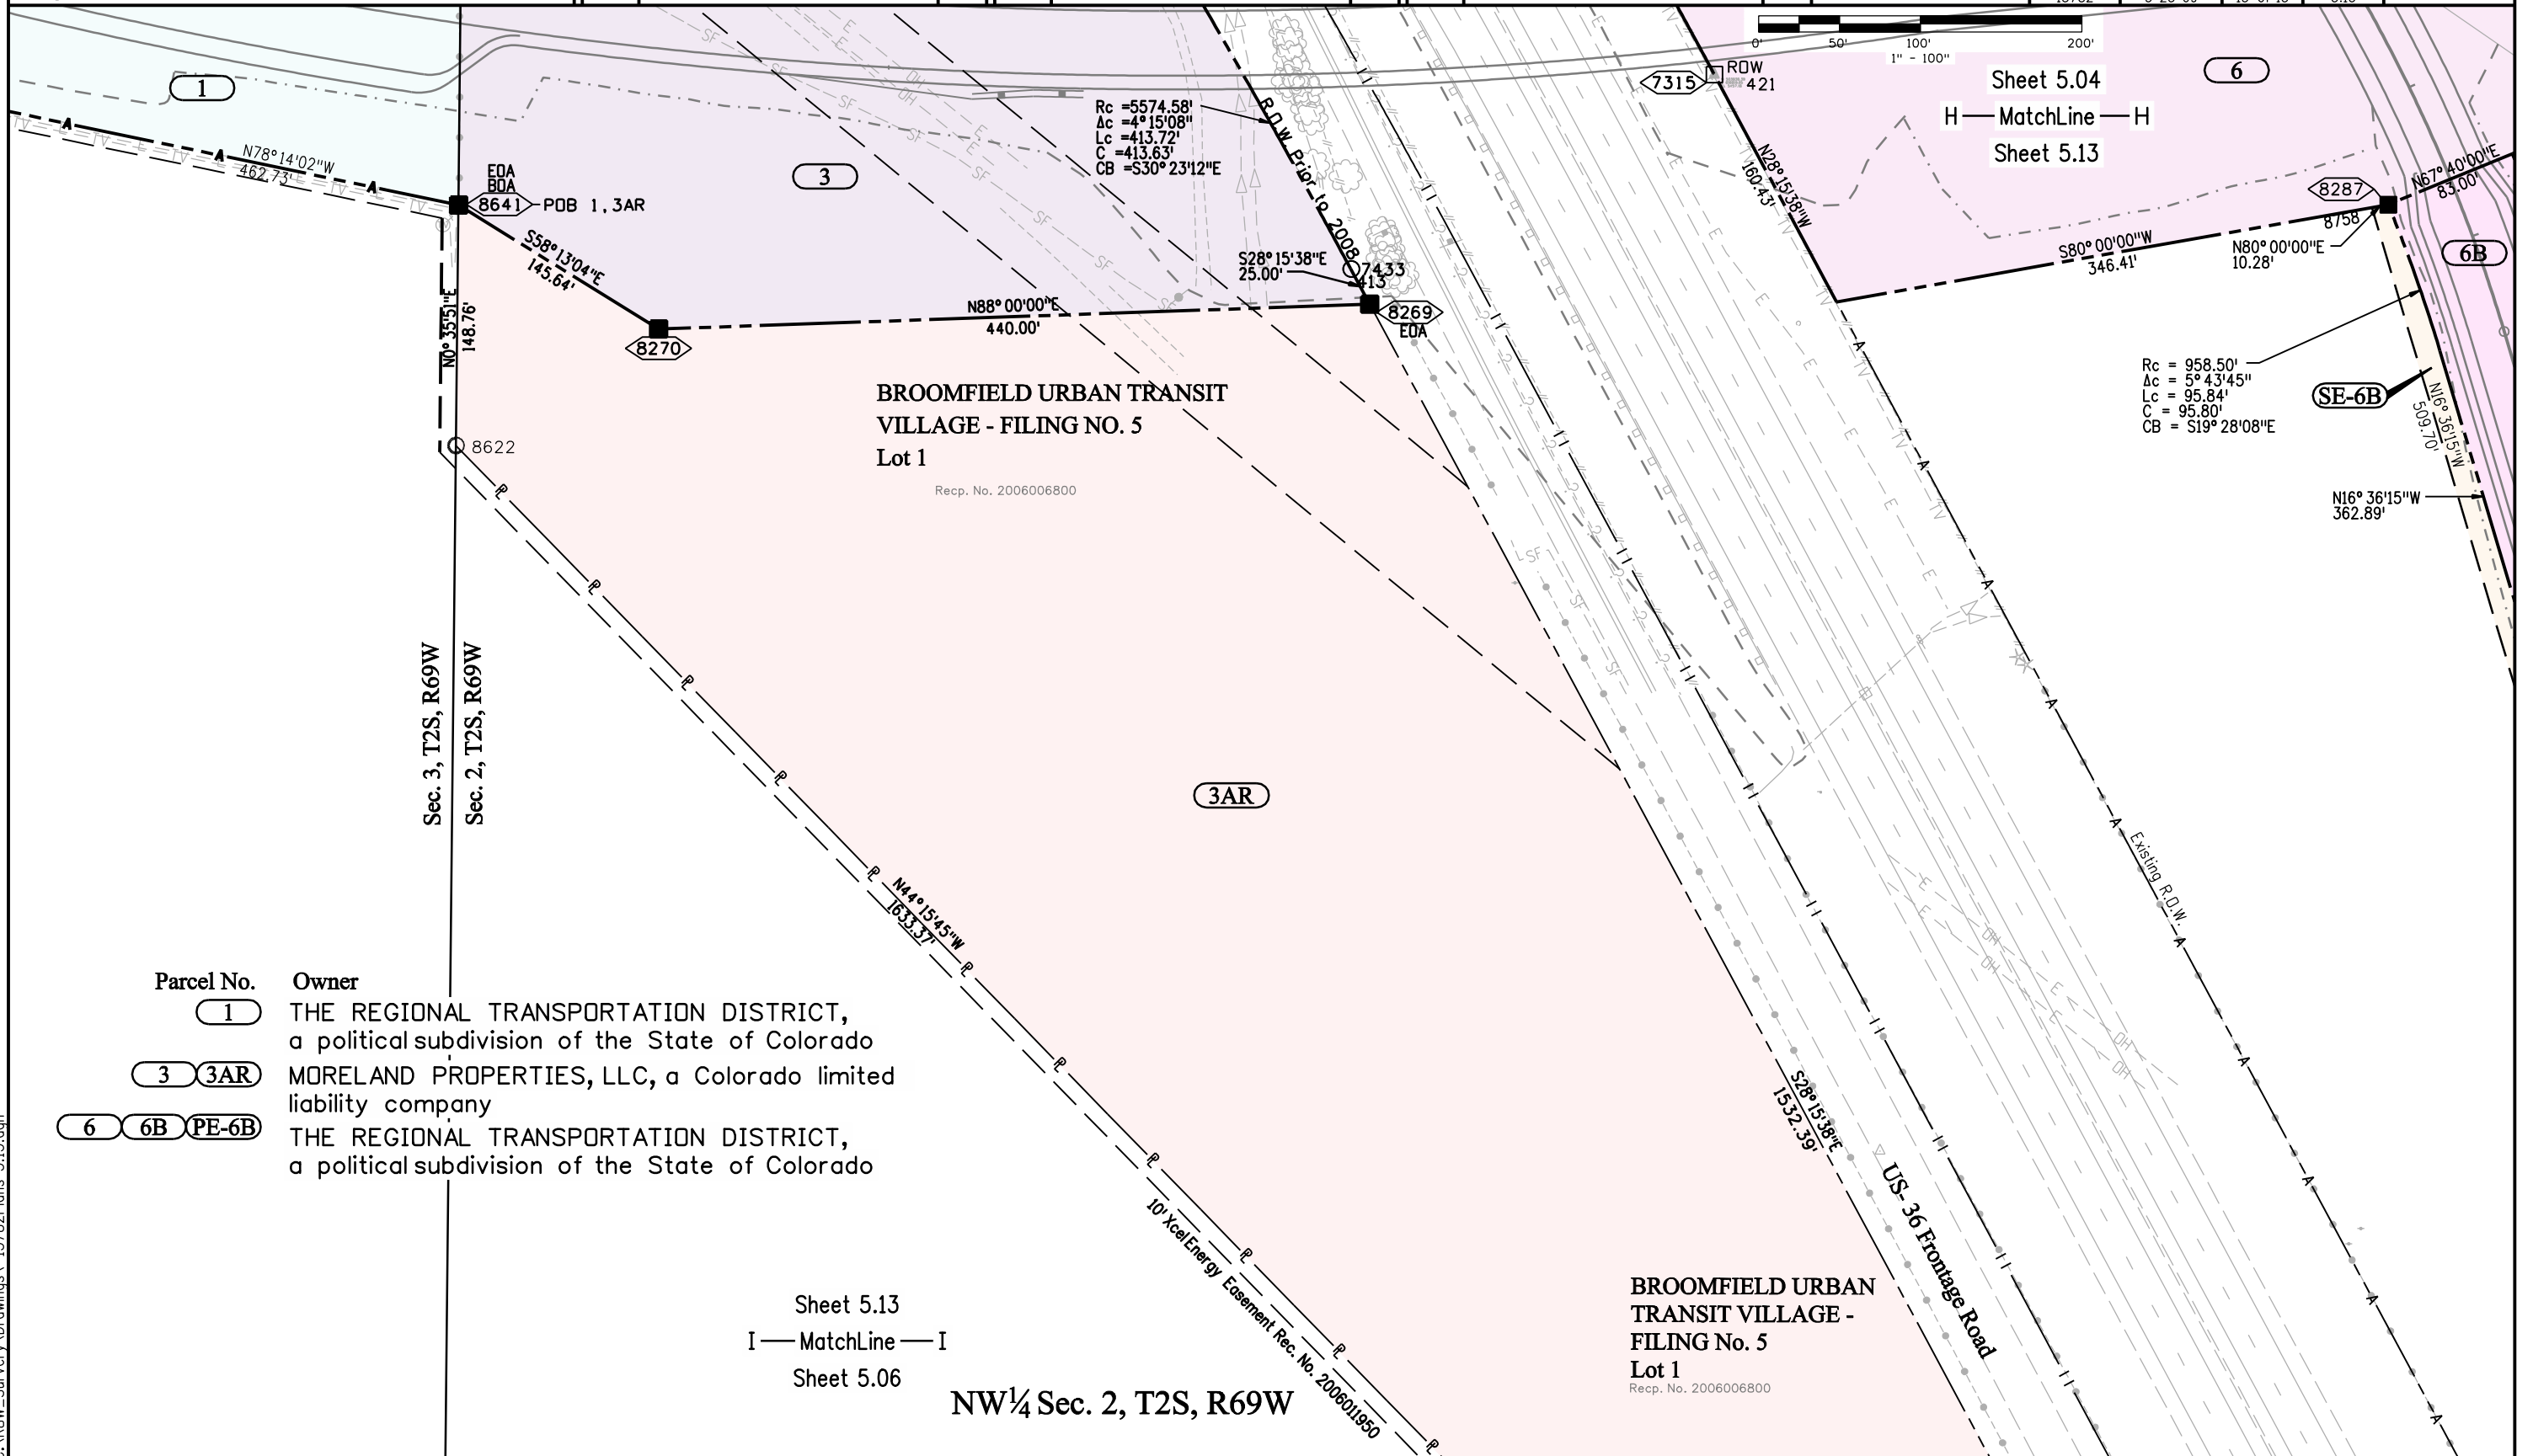 0'
50'
100'
200'
1" - 100"
Sheet 5.04
H MatchLine H
Sheet 5.13
1
3
6
6B
7315
ROW
421
N28°15'38"W
160.43'
N78°14'02"W
462.73'
EOA
BOA
8641
POB 1,3AR
S58°13'04"E
145.64'
N0°35'51"E
148.76'
8270
N88°00'00"E
440.00'
Rc =5574.58'
Δc =4°15'08"
Lc =413.72'
C =413.63'
CB =S30°23'12"E
R.O.W. Prior to 2008
S28°15'38"E
25.00'
7433
413
8269
EOA
8287
8758
N67°40'00"E
83.00'
S80°00'00"W
346.41'
N80°00'00"E
10.28'
Rc = 958.50'
Δc = 5°43'45"
Lc = 95.84'
C = 95.80'
CB = S19°28'08"E
SE-6B
N16°36'15"W
509.70'
N16°36'15"W
362.89'
8622
BROOMFIELD URBAN TRANSIT
VILLAGE - FILING NO. 5
Lot 1
Recp. No. 2006006800
Sec. 3, T2S, R69W
Sec. 2, T2S, R69W
3AR
N44°15'45"W
1633.37'
Existing R.O.W.
Parcel No. Owner
1 THE REGIONAL TRANSPORTATION DISTRICT,
a political subdivision of the State of Colorado
3 3AR MORELAND PROPERTIES, LLC, a Colorado limited
liability company
6 6B PE-6B THE REGIONAL TRANSPORTATION DISTRICT,
a political subdivision of the State of Colorado
S28°15'38"E
1532.39'
US- 36 Frontage Road
10' Xcel Energy Easement Rec. No. 2006011950
Sheet 5.13
I MatchLine I
Sheet 5.06
NW¼ Sec. 2, T2S, R69W
BROOMFIELD URBAN
TRANSIT VILLAGE -
FILING No. 5
Lot 1
Recp. No. 2006006800